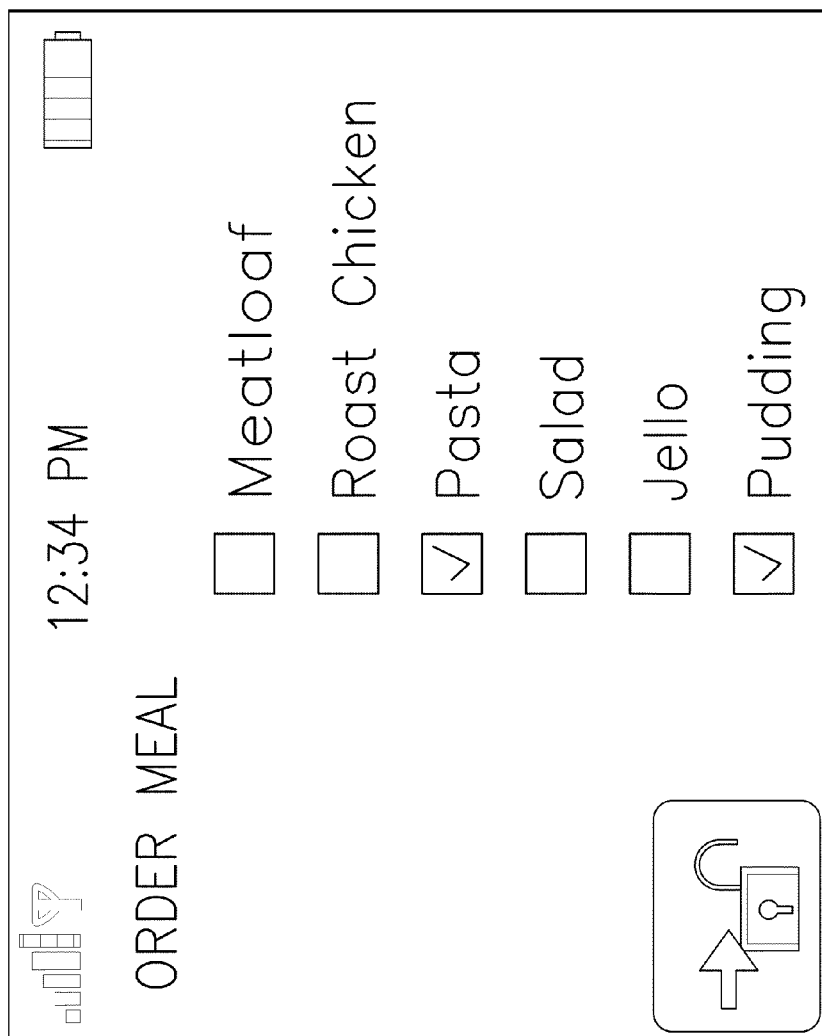 12:34 PM
ORDER MEAL
Meatloaf
Roast Chicken
Pasta
Salad
Jello
Pudding